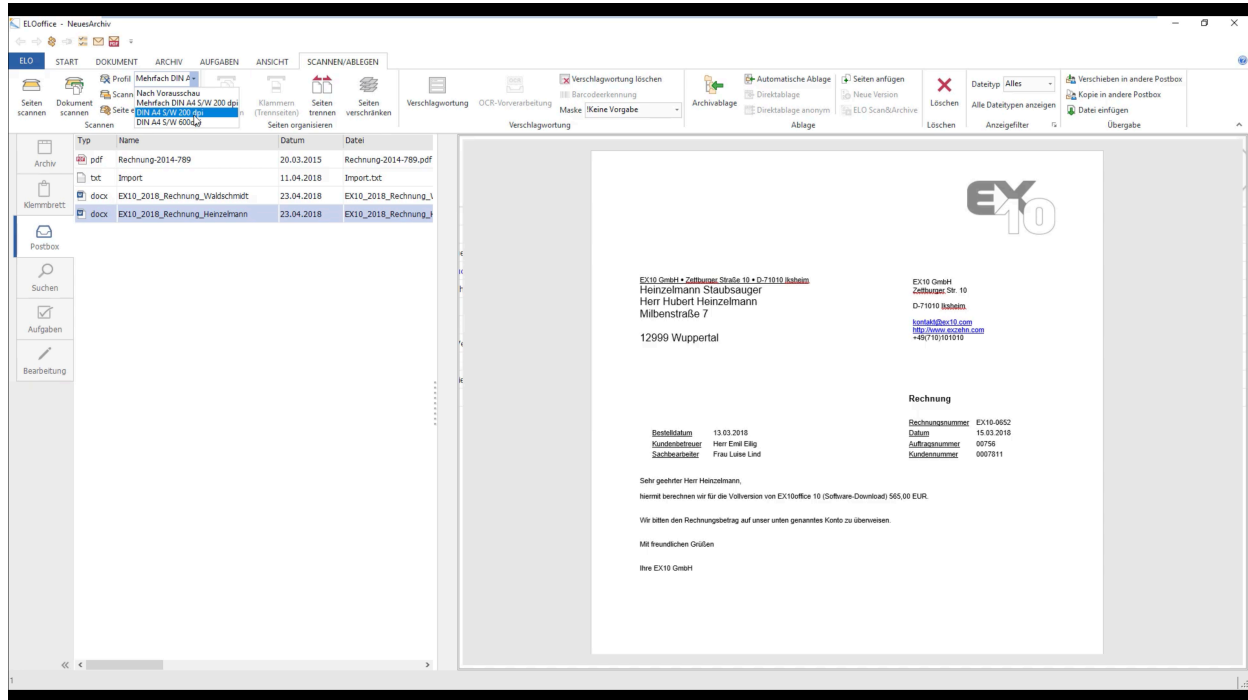 ELOoffice - NeuesArchiv
ELO START DOKUMENT ARCHIV AUFGABEN ANSICHT SCANNEN/ABLEGEN
Seiten scannen
Dokument scannen
Profil Mehrfach DIN A
Scann
Seite e
Nach Vorausschau
Mehrfach DIN A4 S/W 200 dpi
DIN A4 S/W 200 dpi
DIN A4 S/W 600dpi
Scannen
Klammern (Trennseiten)
Seiten trennen
Seiten verschränken
Seiten organisieren
Verschlagwortung
OCR-Vorverarbeitung
Verschlagwortung löschen
Barcodeerkennung
Maske !Keine Vorgabe
Verschlagwortung
Archivablage
Automatische Ablage
Direktablage
Direktablage anonym
Seiten anfügen
Neue Version
ELO Scan&Archive
Ablage
Löschen
Löschen
Dateityp Alles
Alle Dateitypen anzeigen
Anzeigefilter
Verschieben in andere Postbox
Kopie in andere Postbox
Datei einfügen
Übergabe
Archiv
Klemmbrett
Postbox
Suchen
Aufgaben
Bearbeitung
Typ Name Datum Datei
pdf Rechnung-2014-789 20.03.2015 Rechnung-2014-789.pdf
txt Import 11.04.2018 Import.txt
docx EX10_2018_Rechnung_Waldschmidt 23.04.2018 EX10_2018_Rechnung_
docx EX10_2018_Rechnung_Heinzelmann 23.04.2018 EX10_2018_Rechnung_
EX10
EX10 GmbH • Zettburger Straße 10 • D-71010 Iksheim
Heinzelmann Staubsauger
Herr Hubert Heinzelmann
Milbenstraße 7
12999 Wuppertal
EX10 GmbH
Zettburger Str. 10
D-71010 Iksheim
kontakt@ex10.com
http://www.exzehn.com
+49(710)101010
Rechnung
Rechnungsnummer EX10-0652
Datum 15.03.2018
Auftragsnummer 00756
Kundennummer 0007811
Bestelldatum 13.03.2018
Kundenbetreuer Herr Emil Eilig
Sachbearbeiter Frau Luise Lind
Sehr geehrter Herr Heinzelmann,
hiermit berechnen wir für die Vollversion von EX10office 10 (Software-Download) 565,00 EUR.
Wir bitten den Rechnungsbetrag auf unser unten genanntes Konto zu überweisen.
Mit freundlichen Grüßen
Ihre EX10 GmbH
1